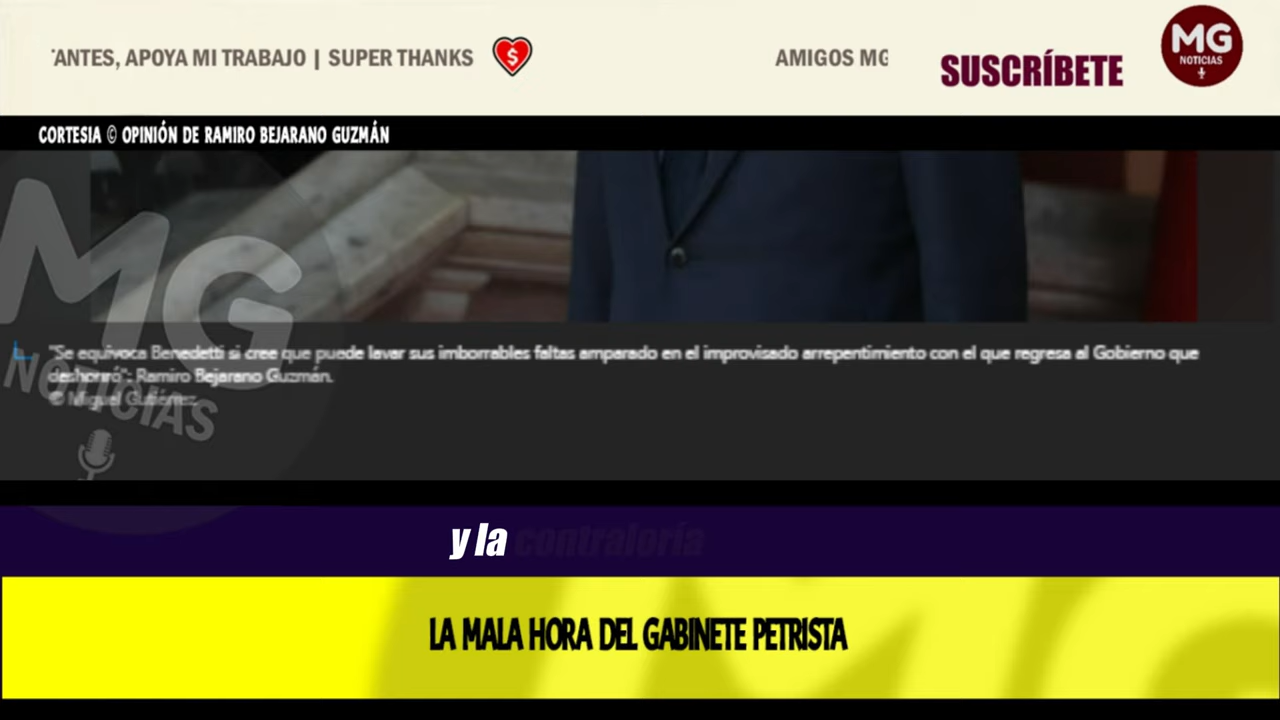 'ANTES, APOYA MI TRABAJO | SUPER THANKS
$
AMIGOS MG
SUSCRÍBETE
MG
NOTICIAS
CORTESIA © OPINIÓN DE RAMIRO BEJARANO GUZMÁN
MG
NOTICIAS
"Se equivoca Benedetti si cree que puede lavar sus imborrables faltas amparado en el improvisado arrepentimiento con el que regresa al Gobierno que
deshonró": Ramiro Bejarano Guzmán.
© Miguel Gutiérrez
y la contraloría
LA MALA HORA DEL GABINETE PETRISTA